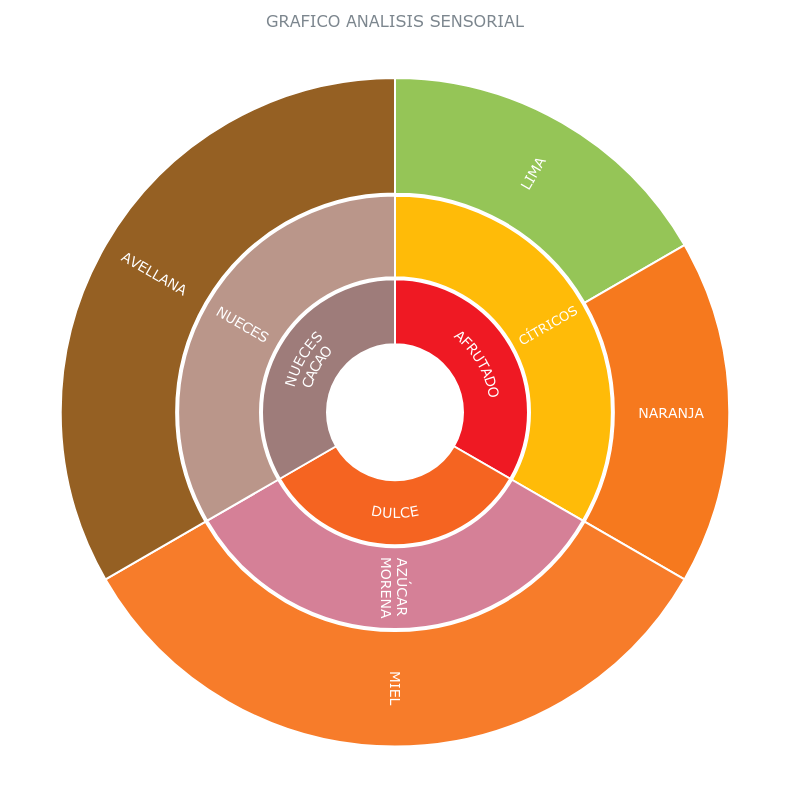 GRAFICO ANALISIS SENSORIAL
LIMA
AVELLANA
NUECES
CÍTRICOS
NUECES
CACAO
AFRUTADO
NARANJA
DULCE
AZÚCAR
MORENA
MIEL